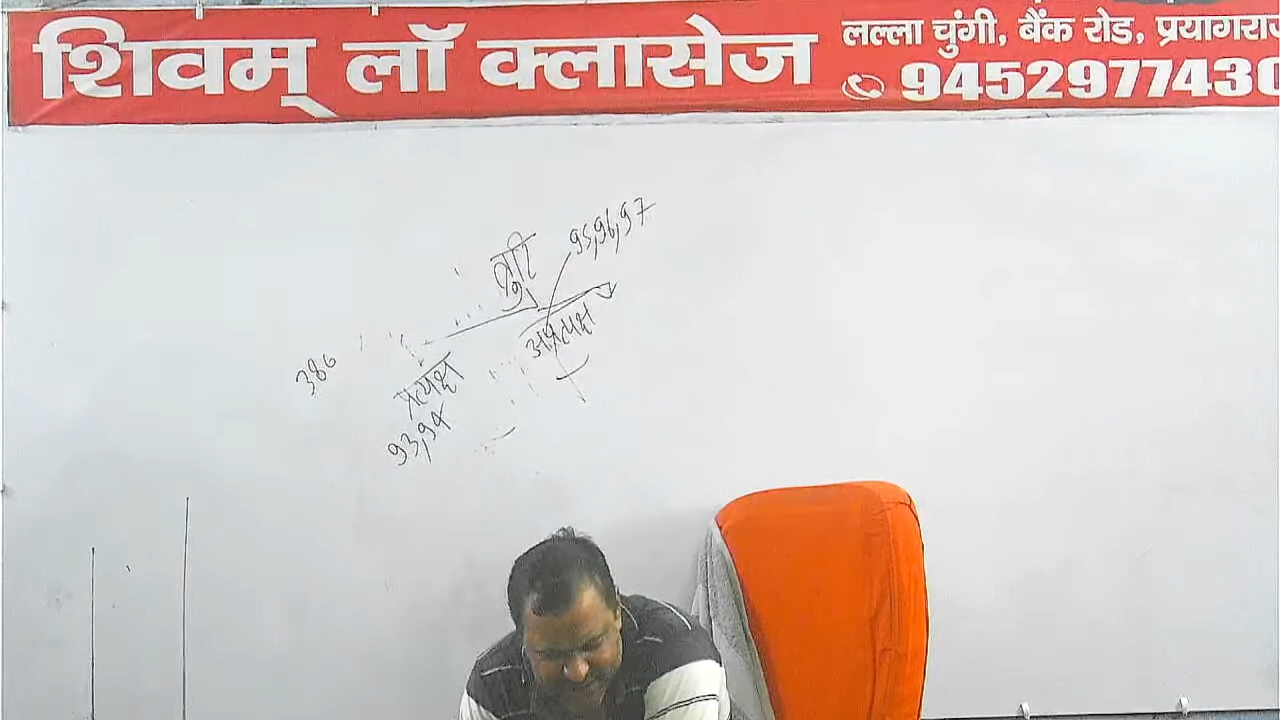 शिवम् लॉ क्लासेज
लल्ला चुंगी, बैंक रोड, प्रयागराज
9452977430
त्रुटि
95,96,97
386
प्रत्यक्ष
अप्रत्यक्ष
93,94